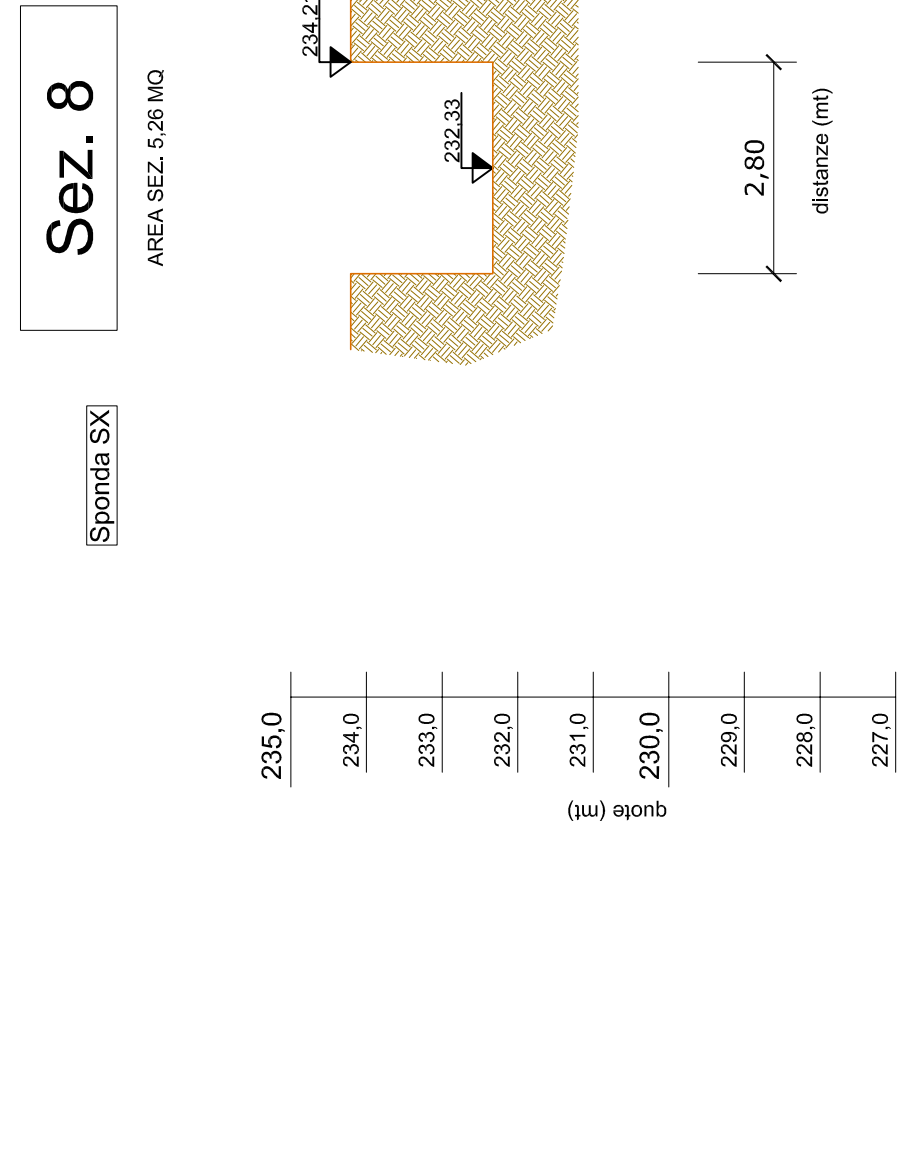 Sez. 8
AREA SEZ. 5,26 MQ
Sponda SX
232.33
2,80
distanze (mt)
235,0
234,0
233,0
232,0
231,0
230,0
229,0
228,0
227,0
quote (mt)